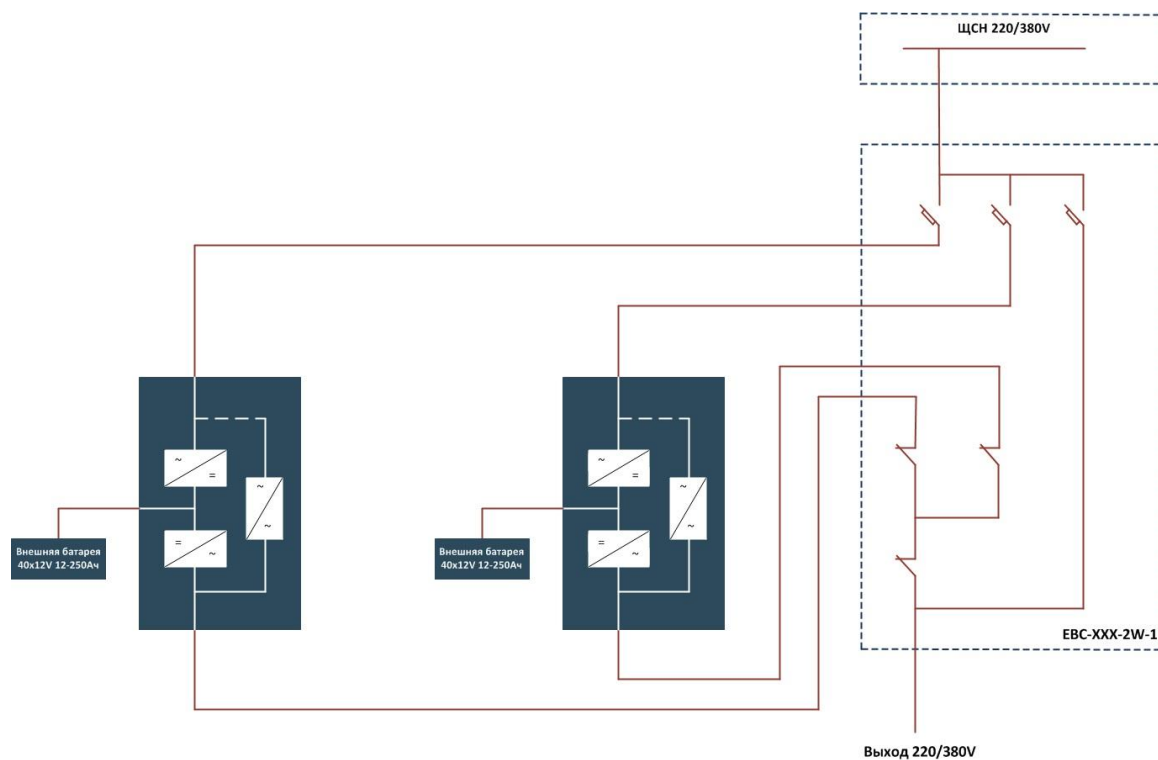 ЩСН 220/380V
~
=
~
~
=
~
~
=
~
~
=
~
Внешняя батарея
40x12V 12-250Ач
Внешняя батарея
40x12V 12-250Ач
EBC-XXX-2W-1
Выход 220/380V